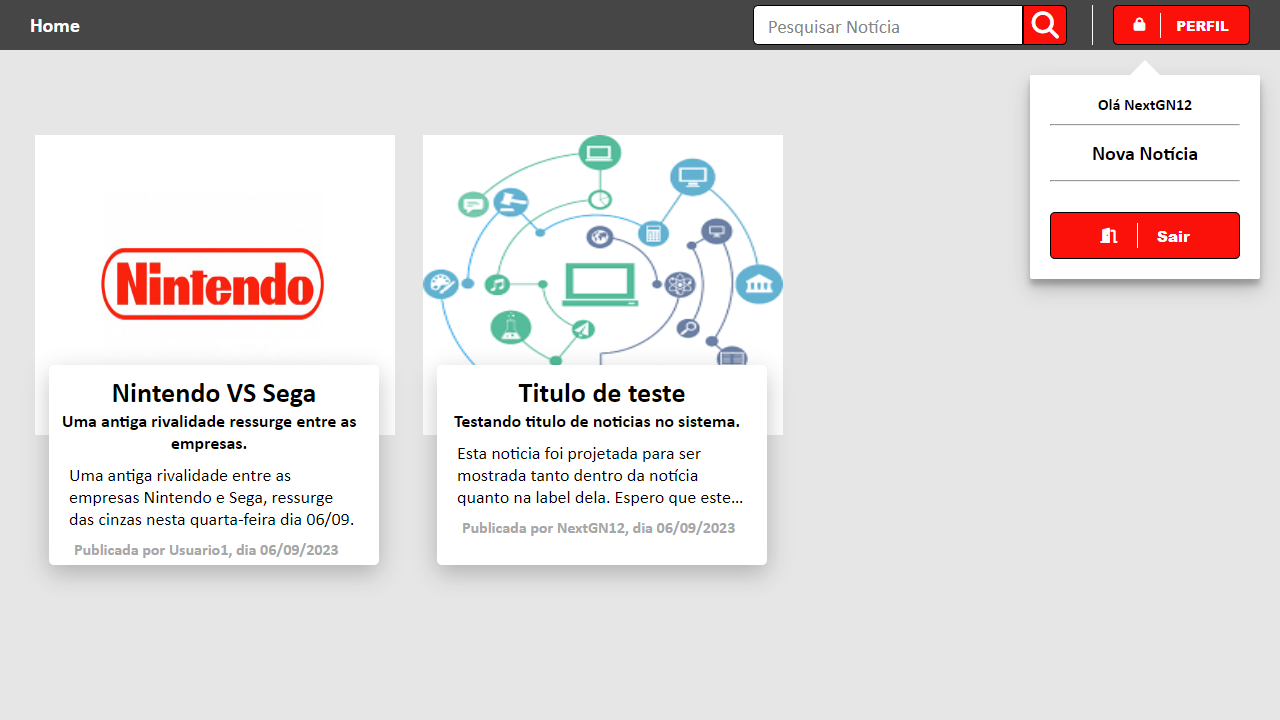 Home
Pesquisar Notícia
PERFIL
Olá NextGN12
Nova Notícia
Sair
Nintendo
Nintendo VS Sega
Uma antiga rivalidade ressurge entre as
empresas.
Uma antiga rivalidade entre as
empresas Nintendo e Sega, ressurge
das cinzas nesta quarta-feira dia 06/09.
Publicada por Usuario1, dia 06/09/2023
Titulo de teste
Testando titulo de noticias no sistema.
Esta noticia foi projetada para ser
mostrada tanto dentro da notícia
quanto na label dela. Espero que este...
Publicada por NextGN12, dia 06/09/2023